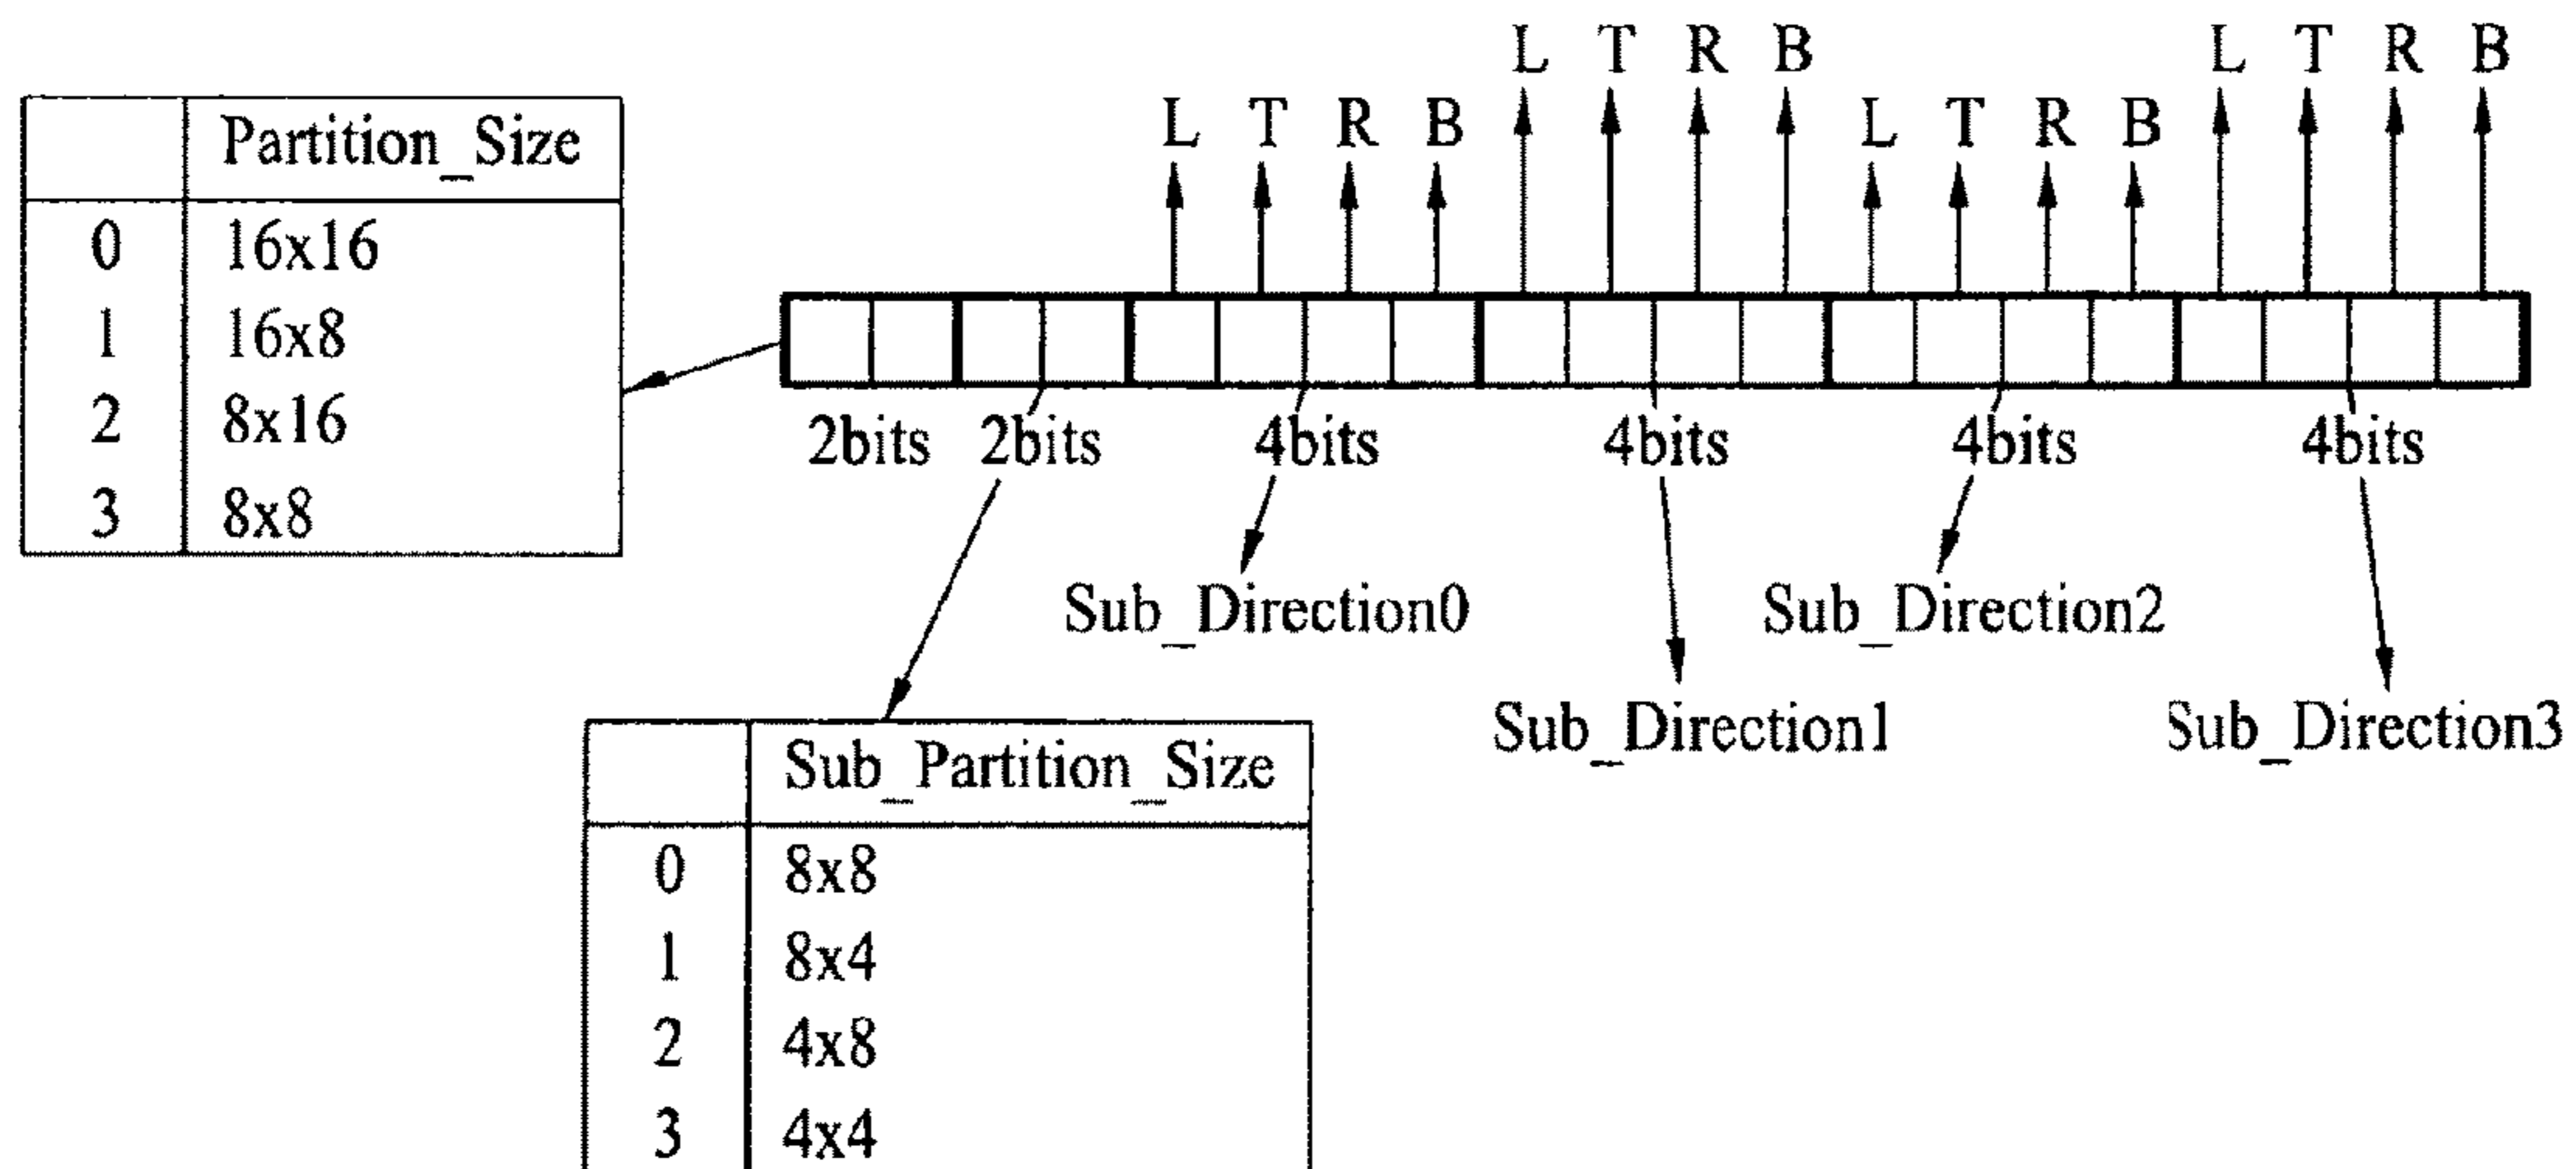 L T R B L T R B
L T R B L T R B
Partition_Size
0 16x16
1 16x8
2 8x16
3 8x8
2bits 2bits 4bits 4bits 4bits 4bits
Sub_Direction0 Sub_Direction2
Sub_Direction1 Sub_Direction3
Sub_Partition_Size
0 8x8
1 8x4
2 4x8
3 4x4